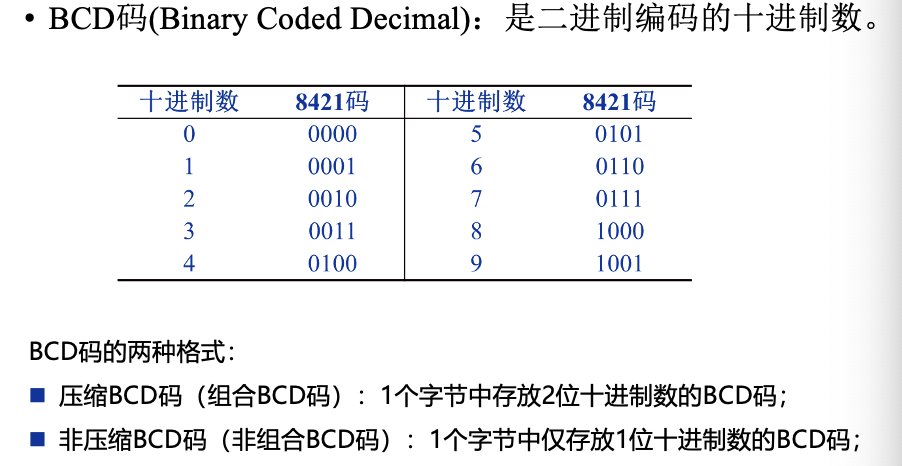 • BCD码(Binary Coded Decimal)：是二进制编码的十进制数。
十进制数 8421码 十进制数 8421码
0 0000 5 0101
1 0001 6 0110
2 0010 7 0111
3 0011 8 1000
4 0100 9 1001
BCD码的两种格式：
■ 压缩BCD码（组合BCD码）：1个字节中存放2位十进制数的BCD码；
■ 非压缩BCD码（非组合BCD码）：1个字节中仅存放1位十进制数的BCD码；